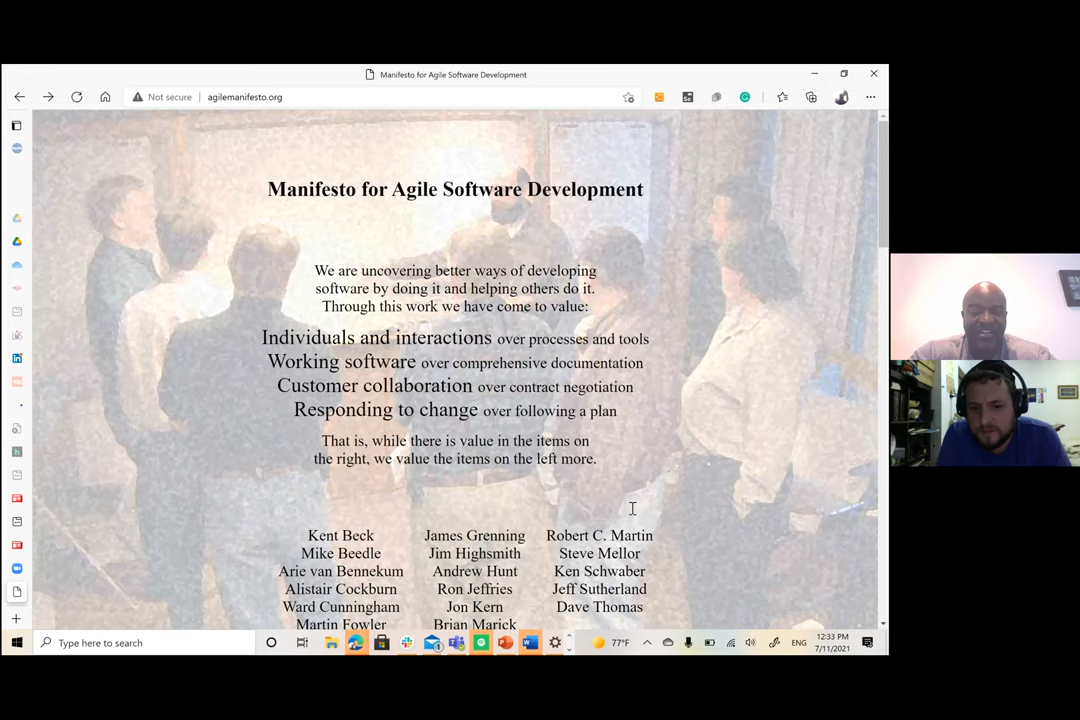 Manifesto for Agile Software Development
Not secure
agilemanifesto.org
Manifesto for Agile Software Development
We are uncovering better ways of developing
software by doing it and helping others do it.
Through this work we have come to value:
Individuals and interactions over processes and tools
Working software over comprehensive documentation
Customer collaboration over contract negotiation
Responding to change over following a plan
That is, while there is value in the items on
the right, we value the items on the left more.
Kent Beck James Grenning Robert C. Martin
Mike Beedle Jim Highsmith Steve Mellor
Arie van Bennekum Andrew Hunt Ken Schwaber
Alistair Cockburn Ron Jeffries Jeff Sutherland
Ward Cunningham Jon Kern Dave Thomas
Martin Fowler Brian Marick
Type here to search
77°F
ENG
12:33 PM
7/11/2021